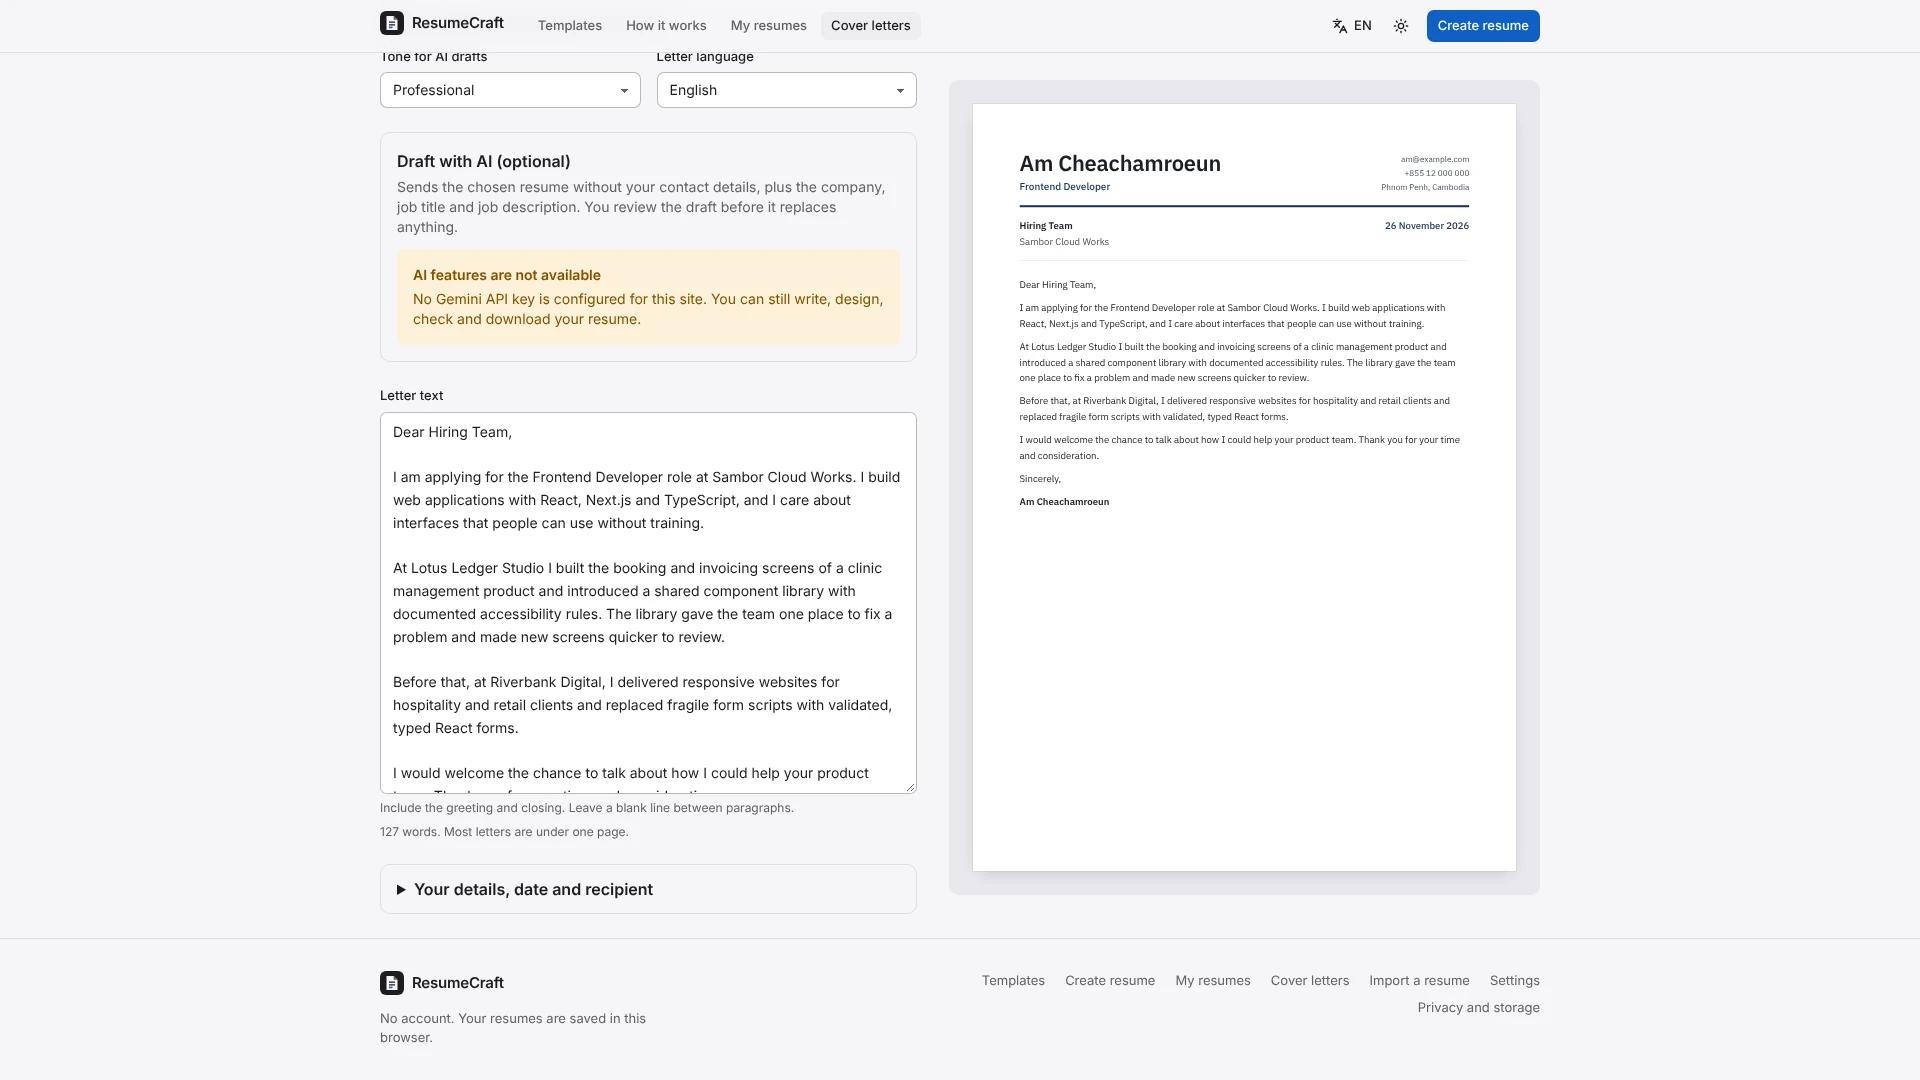 ResumeCraft
Templates
How it works
My resumes
Cover letters
EN
Create resume
Tone for AI drafts
Letter language
Professional
English
Draft with AI (optional)
Sends the chosen resume without your contact details, plus the company,
job title and job description. You review the draft before it replaces
anything.
AI features are not available
No Gemini API key is configured for this site. You can still write, design,
check and download your resume.
Letter text
Dear Hiring Team,
I am applying for the Frontend Developer role at Sambor Cloud Works. I build
web applications with React, Next.js and TypeScript, and I care about
interfaces that people can use without training.
At Lotus Ledger Studio I built the booking and invoicing screens of a clinic
management product and introduced a shared component library with
documented accessibility rules. The library gave the team one place to fix a
problem and made new screens quicker to review.
Before that, at Riverbank Digital, I delivered responsive websites for
hospitality and retail clients and replaced fragile form scripts with validated,
typed React forms.
I would welcome the chance to talk about how I could help your product
Include the greeting and closing. Leave a blank line between paragraphs.
127 words. Most letters are under one page.
Your details, date and recipient
Am Cheachamroeun
Frontend Developer
am@example.com
+855 12 000 000
Phnom Penh, Cambodia
Hiring Team
26 November 2026
Sambor Cloud Works
Dear Hiring Team,
I am applying for the Frontend Developer role at Sambor Cloud Works. I build web applications with
React, Next.js and TypeScript, and I care about interfaces that people can use without training.
At Lotus Ledger Studio I built the booking and invoicing screens of a clinic management product and
introduced a shared component library with documented accessibility rules. The library gave the team
one place to fix a problem and made new screens quicker to review.
Before that, at Riverbank Digital, I delivered responsive websites for hospitality and retail clients and
replaced fragile form scripts with validated, typed React forms.
I would welcome the chance to talk about how I could help your product team. Thank you for your time
and consideration.
Sincerely,
Am Cheachamroeun
ResumeCraft
No account. Your resumes are saved in this
browser.
Templates
Create resume
My resumes
Cover letters
Import a resume
Settings
Privacy and storage